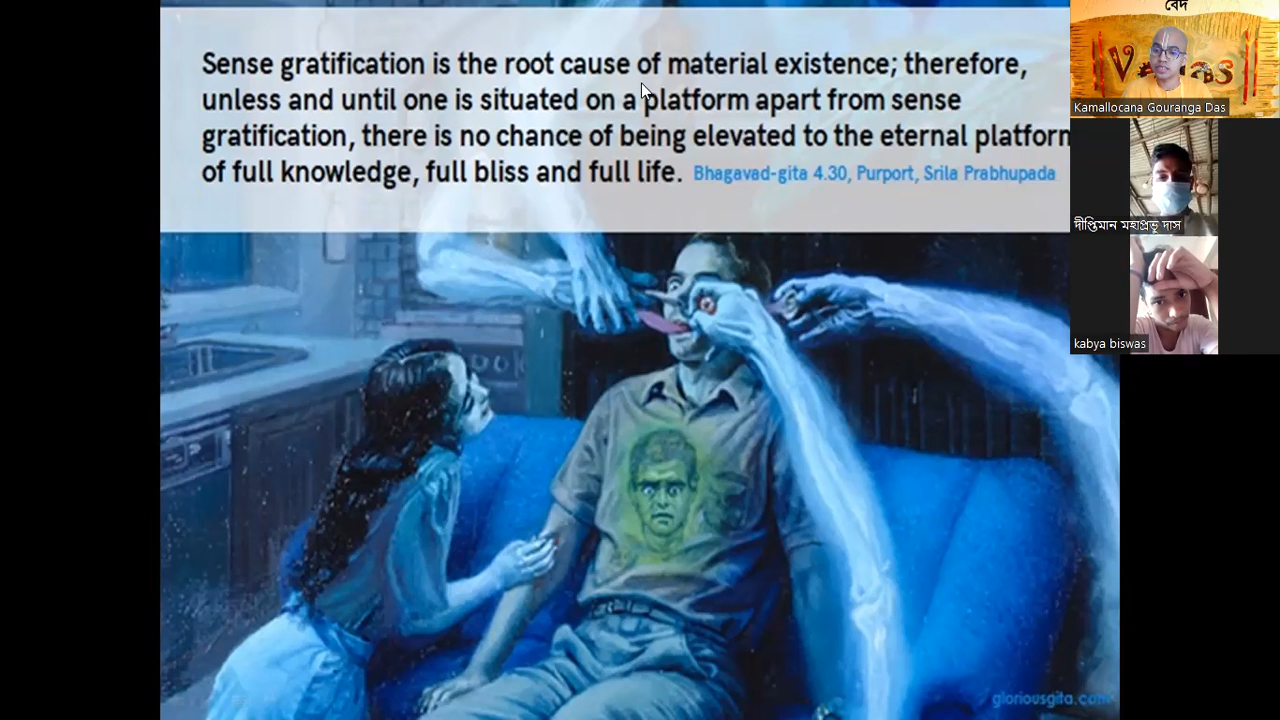 Sense gratification is the root cause of material existence; therefore,
unless and until one is situated on a platform apart from sense
gratification, there is no chance of being elevated to the eternal platform
of full knowledge, full bliss and full life. Bhagavad-gita 4.30, Purport, Srila Prabhupada
বেদ
Vedas
Kamallocana Gouranga Das
দীপ্তিমান মহাপ্রভূ দাস
kabya biswas
gloriousgita.com